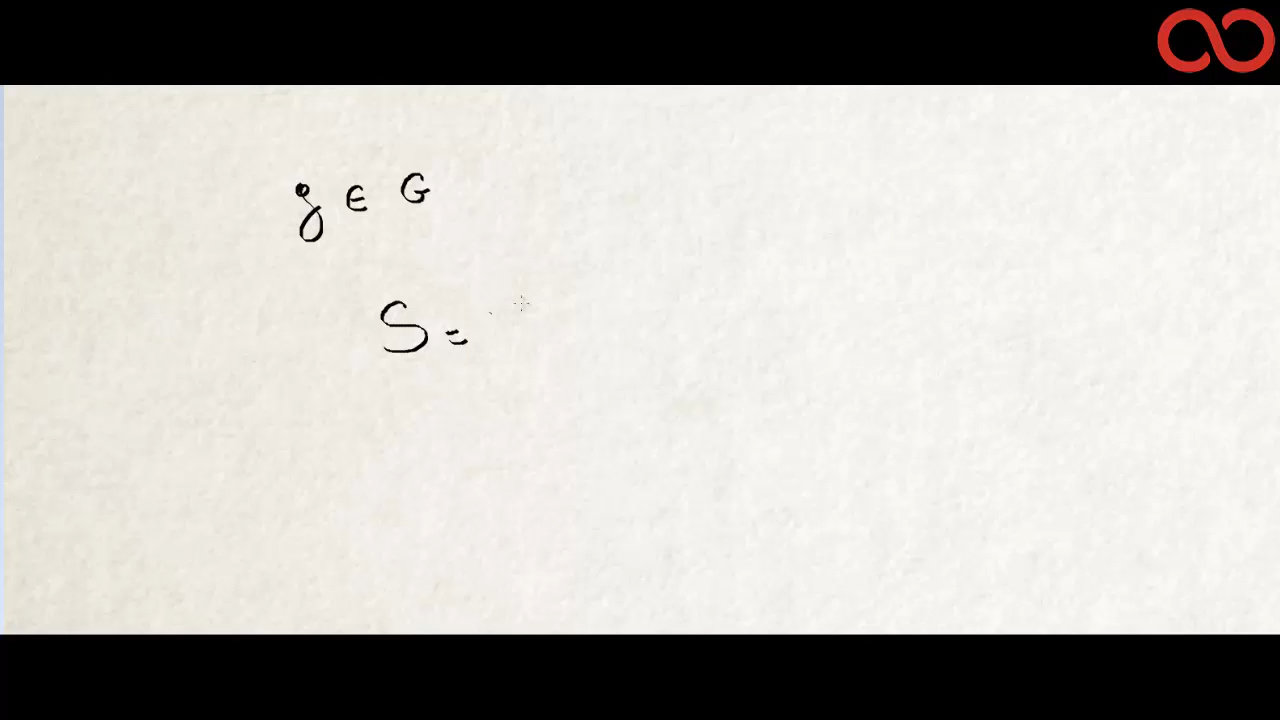 g ∈ G
S =